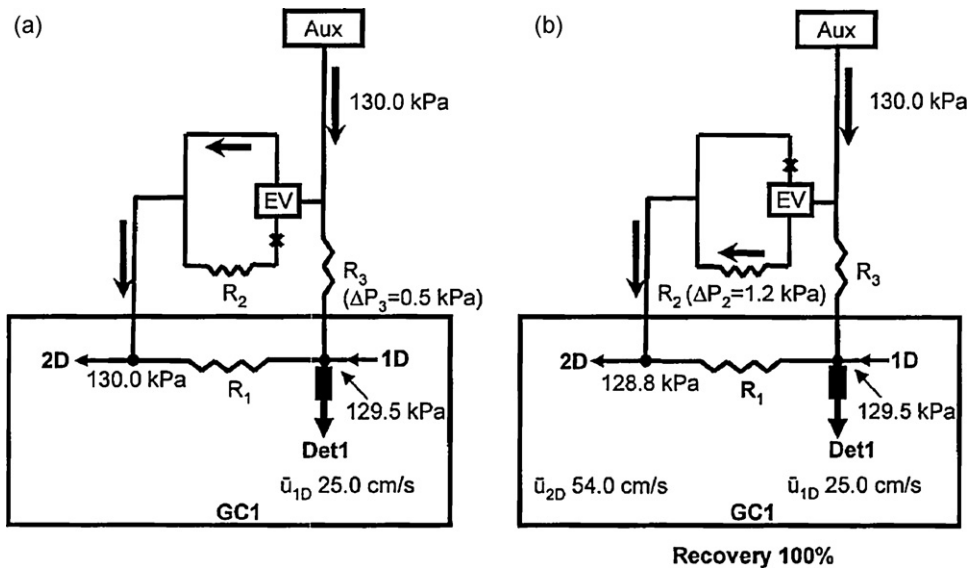 (a)
Aux
130.0 kPa
EV
R2
R3
(ΔP3=0.5 kPa)
2D
1D
130.0 kPa
R1
129.5 kPa
Det1
ū1D 25.0 cm/s
GC1
(b)
Aux
130.0 kPa
EV
R2 (ΔP2=1.2 kPa)
R3
2D
1D
128.8 kPa
R1
129.5 kPa
Det1
ū2D 54.0 cm/s
ū1D 25.0 cm/s
GC1
Recovery 100%